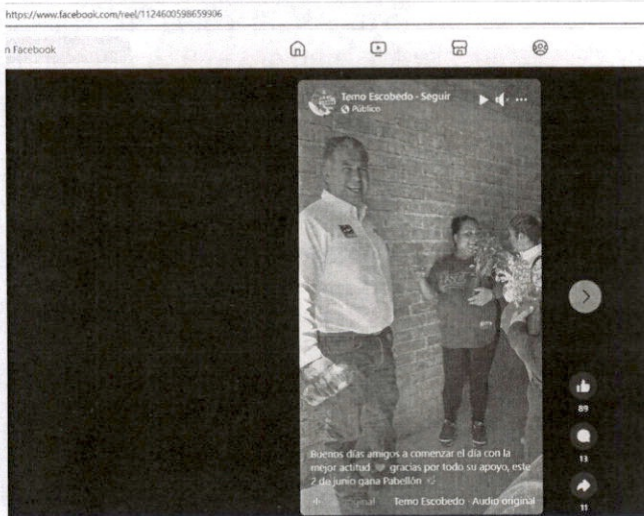 https://www.facebook.com/reel/1124600598659906
n Facebook
Temo Escobedo - Seguir
Público
Buenos días amigos a comenzar el día con la
mejor actitud gracias por todo su apoyo, este
2 de junio gana Pabellón
Temo Escobedo - Audio original
89
13
11